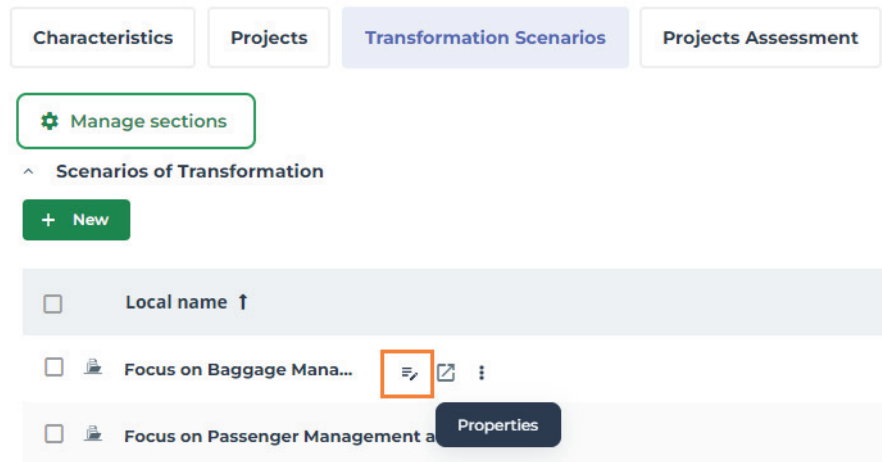 Characteristics Projects Transformation Scenarios Projects Assessment
Manage sections
Scenarios of Transformation
+ New
Local name ↑
Focus on Baggage Mana...
Properties
Focus on Passenger Management a